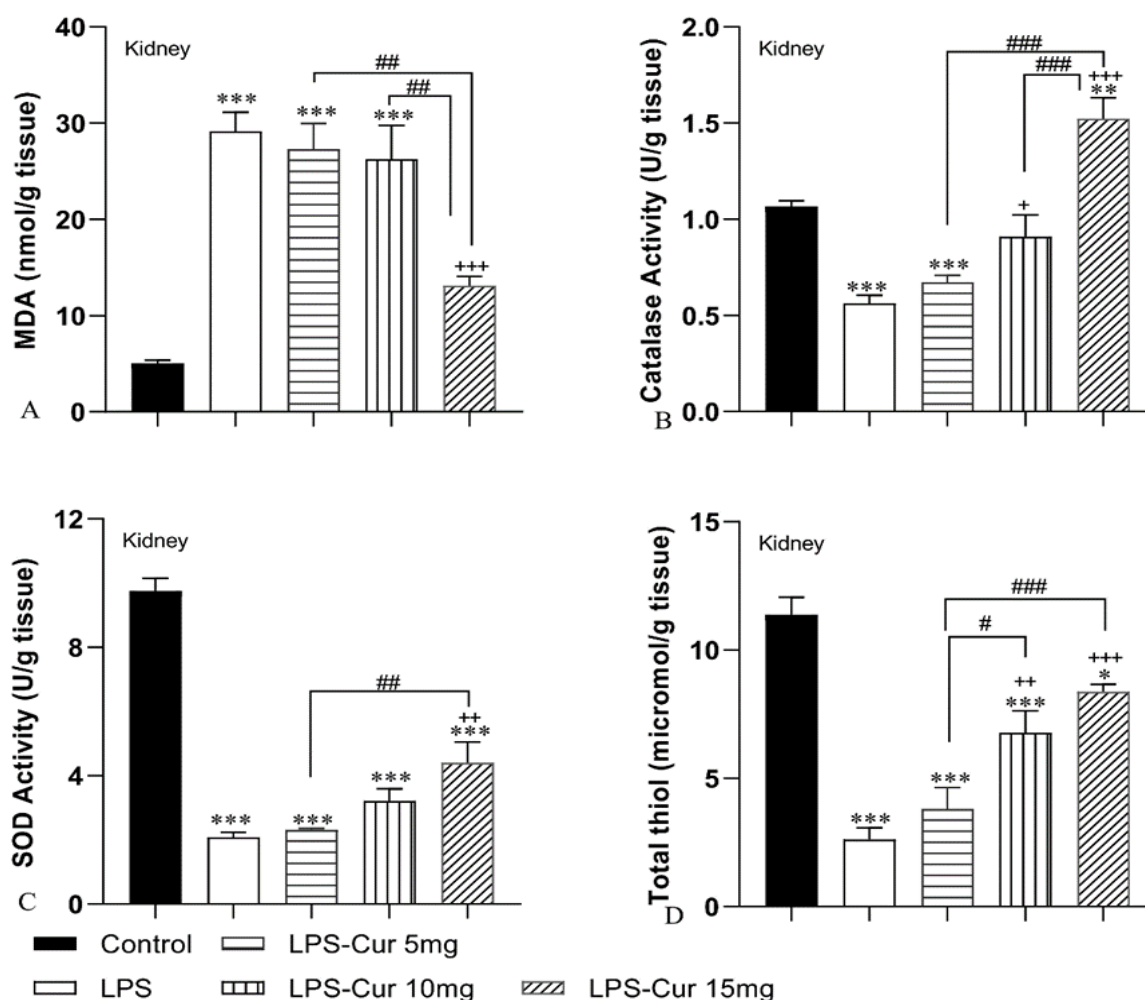 MDA (nmol/g tissue)
40
30
20
10
0
Kidney
***
***
***
+++
##
##
A
Catalase Activity (U/g tissue)
2.0
1.5
1.0
0.5
0.0
Kidney
***
***
+
+++
**
###
###
B
SOD Activity (U/g tissue)
12
8
4
0
Kidney
***
***
***
++
***
##
C
Total thiol (micromol/g tissue)
15
10
5
0
Kidney
***
***
++
***
+++
*
#
###
D
Control
LPS-Cur 5mg
LPS
LPS-Cur 10mg
LPS-Cur 15mg